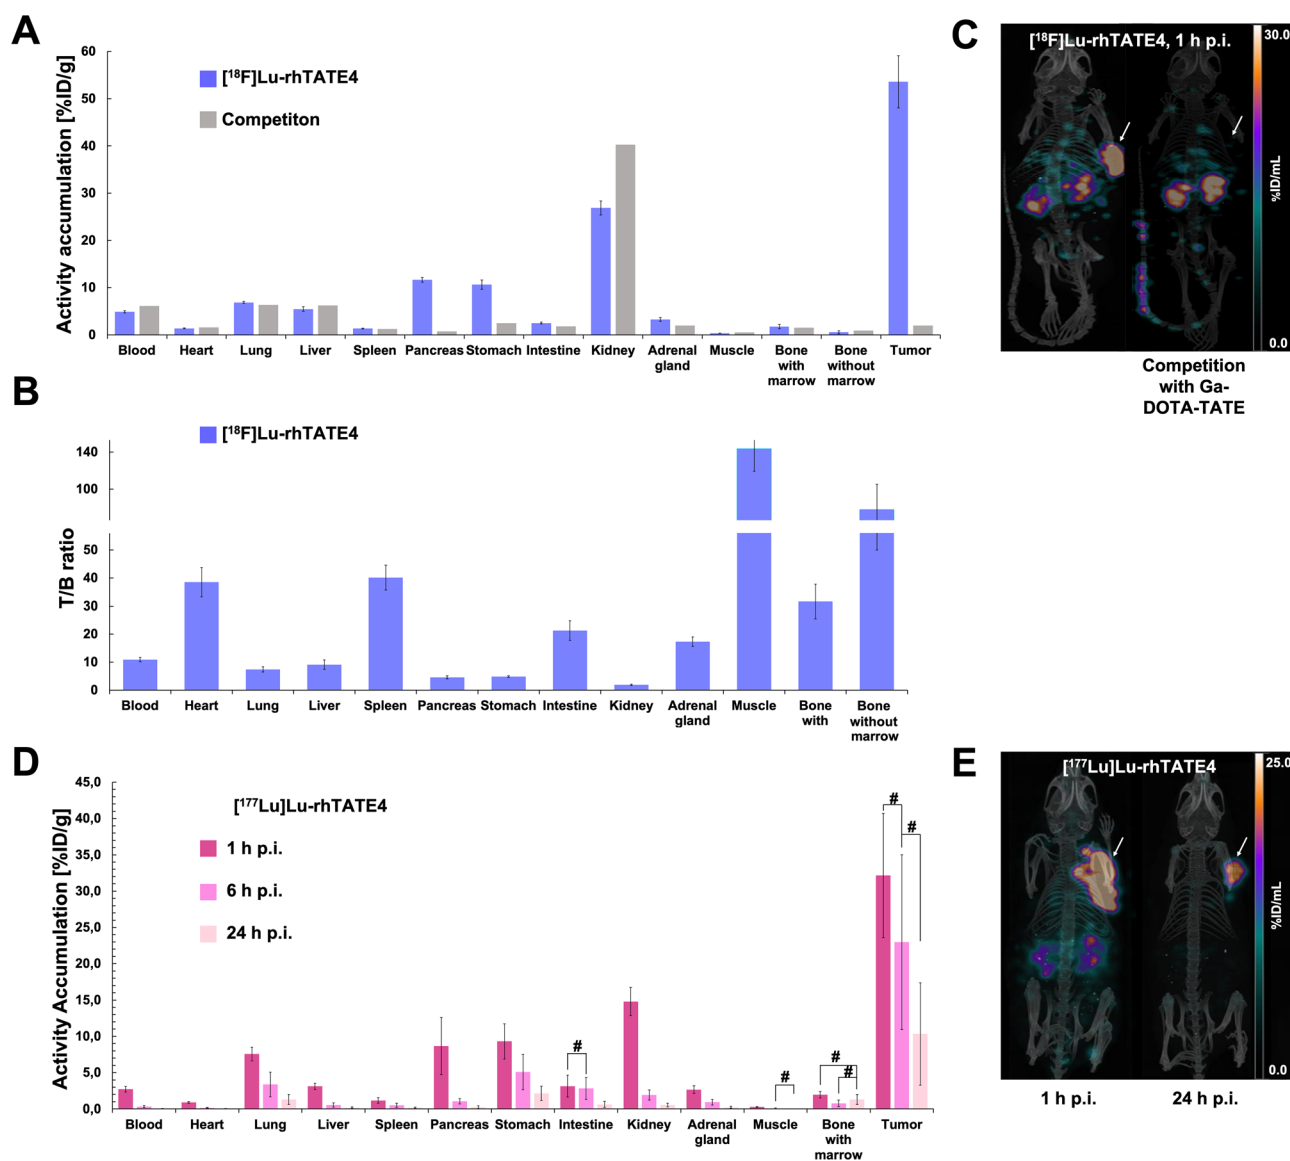 A
Activity accumulation [%ID/g]
60
50
40
30
20
10
0
[¹⁸F]Lu-rhTATE4
Competiton
Blood
Heart
Lung
Liver
Spleen
Pancreas
Stomach
Intestine
Kidney
Adrenal
gland
Muscle
Bone
with
marrow
Bone
without
marrow
Tumor
C
[¹⁸F]Lu-rhTATE4, 1 h p.i.
30.0
%ID/mL
0.0
Competition
with Ga-
DOTA-TATE
B
T/B ratio
140
100
50
40
30
20
10
0
[¹⁸F]Lu-rhTATE4
Blood
Heart
Lung
Liver
Spleen
Pancreas
Stomach
Intestine
Kidney
Adrenal
gland
Muscle
Bone
with
Bone
without
marrow
D
Activity Accumulation [%ID/g]
45,0
40,0
35,0
30,0
25,0
20,0
15,0
10,0
5,0
0,0
[¹⁷⁷Lu]Lu-rhTATE4
1 h p.i.
6 h p.i.
24 h p.i.
#
#
#
#
#
#
Blood
Heart
Lung
Liver
Spleen
Pancreas
Stomach
Intestine
Kidney
Adrenal
gland
Muscle
Bone
with
marrow
Tumor
E
[¹⁷⁷Lu]Lu-rhTATE4
25.0
%ID/mL
0.0
1 h p.i.
24 h p.i.